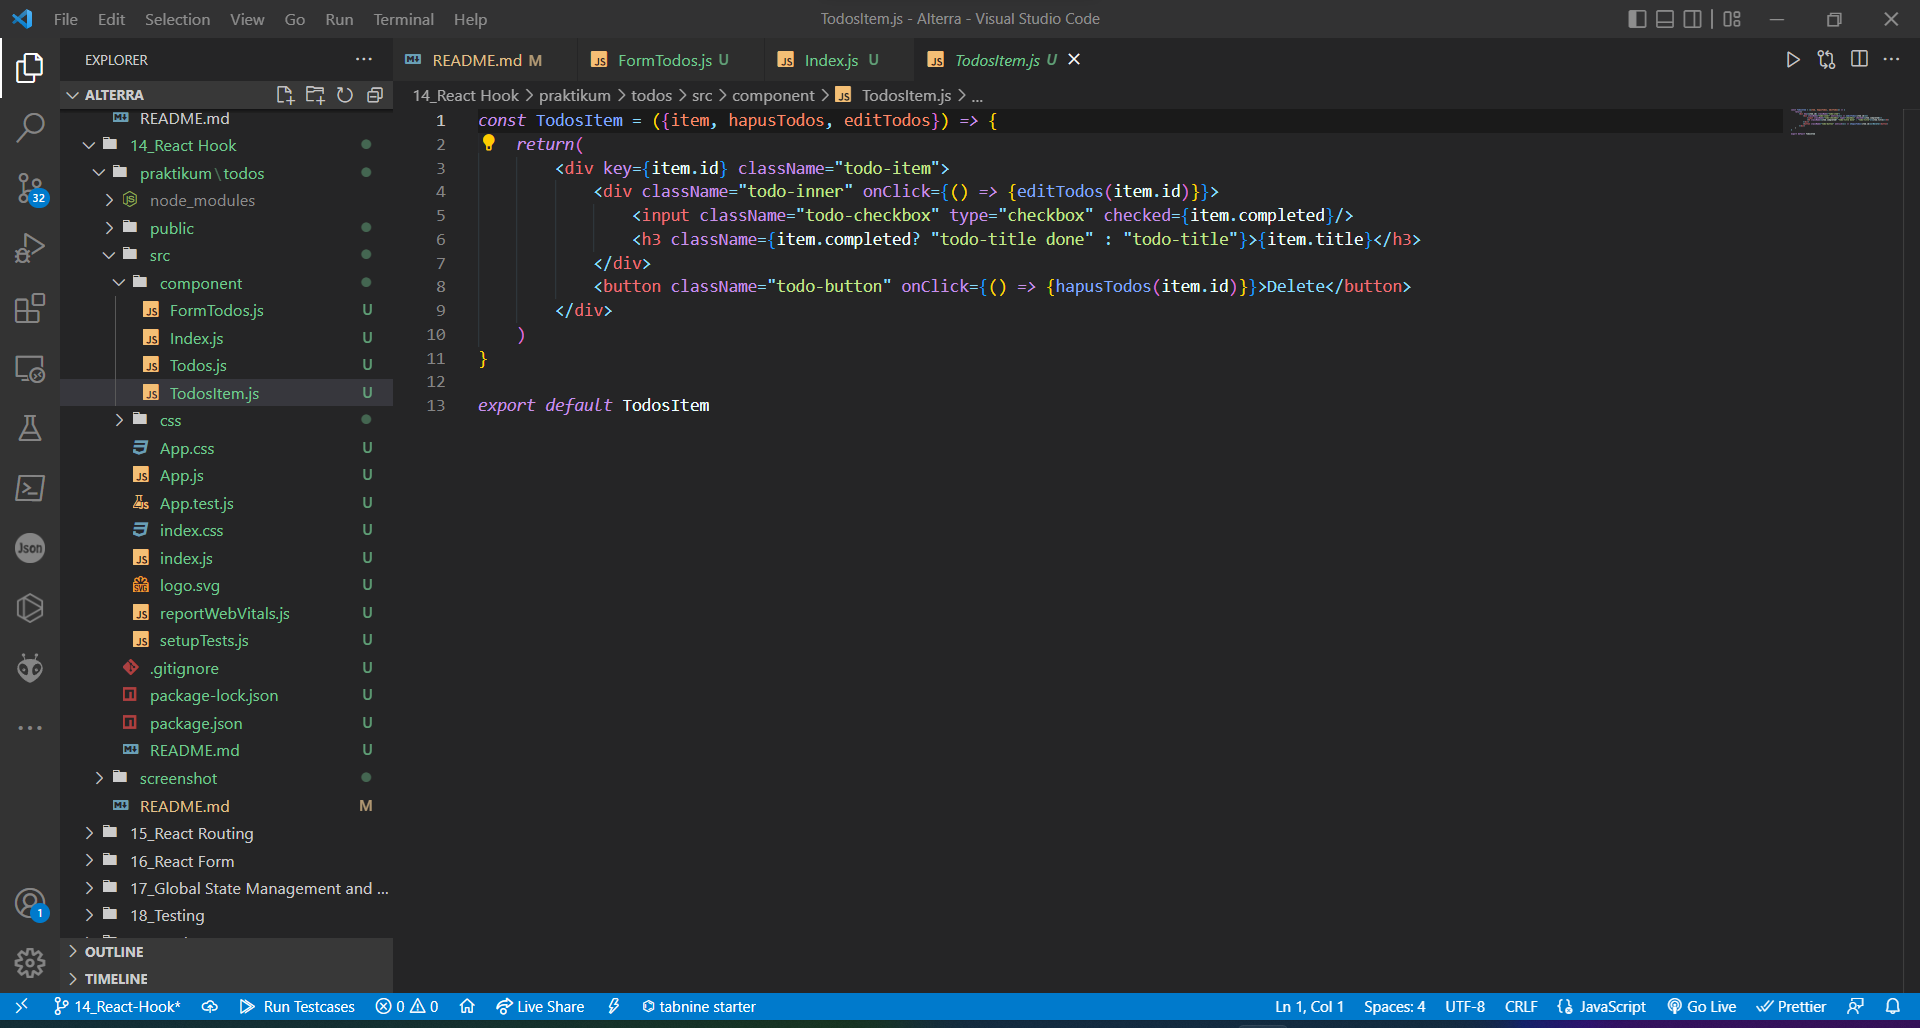 File Edit Selection View Go Run Terminal Help
TodosItem.js - Alterra - Visual Studio Code
EXPLORER
README.md M
FormTodos.js U
Index.js U
TodosItem.js U
ALTERRA
14_React Hook > praktikum > todos > src > component > TodosItem.js > ...
README.md
14_React Hook
praktikum \ todos
node_modules
public
src
component
FormTodos.js U
Index.js U
Todos.js U
TodosItem.js U
css
App.css U
App.js U
App.test.js U
index.css U
index.js U
logo.svg U
reportWebVitals.js U
setupTests.js U
.gitignore U
package-lock.json U
package.json U
README.md U
screenshot
README.md M
15_React Routing
16_React Form
17_Global State Management and ...
18_Testing
OUTLINE
TIMELINE
32
Json
1
1 const TodosItem = ({item, hapusTodos, editTodos}) => {
2 return(
3 <div key={item.id} className="todo-item">
4 <div className="todo-inner" onClick={() => {editTodos(item.id)}}>
5 <input className="todo-checkbox" type="checkbox" checked={item.completed}/>
6 <h3 className={item.completed? "todo-title done" : "todo-title"}>{item.title}</h3>
7 </div>
8 <button className="todo-button" onClick={() => {hapusTodos(item.id)}}>Delete</button>
9 </div>
10 )
11 }
12
13 export default TodosItem
14_React-Hook* Run Testcases 0 0 Live Share tabnine starter
Ln 1, Col 1 Spaces: 4 UTF-8 CRLF {} JavaScript Go Live Prettier